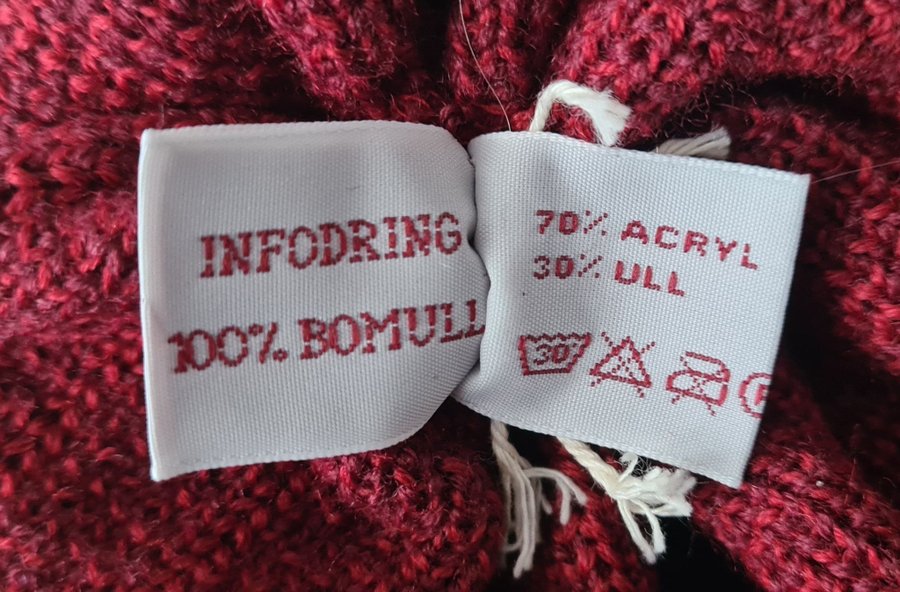 INFODRING
100% BOMULL
70% ACRYL
30% ULL
30
P